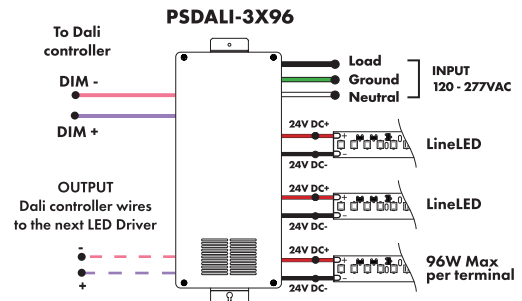 PSDALI-3X96
To Dali
controller
DIM -
DIM +
OUTPUT
Dali controller wires
to the next LED Driver
-
+
Load
Ground
Neutral
INPUT
120 - 277VAC
24V DC+
+
-
24V DC-
LineLED
24V DC+
+
-
24V DC-
LineLED
24V DC+
+
-
24V DC-
96W Max
per terminal